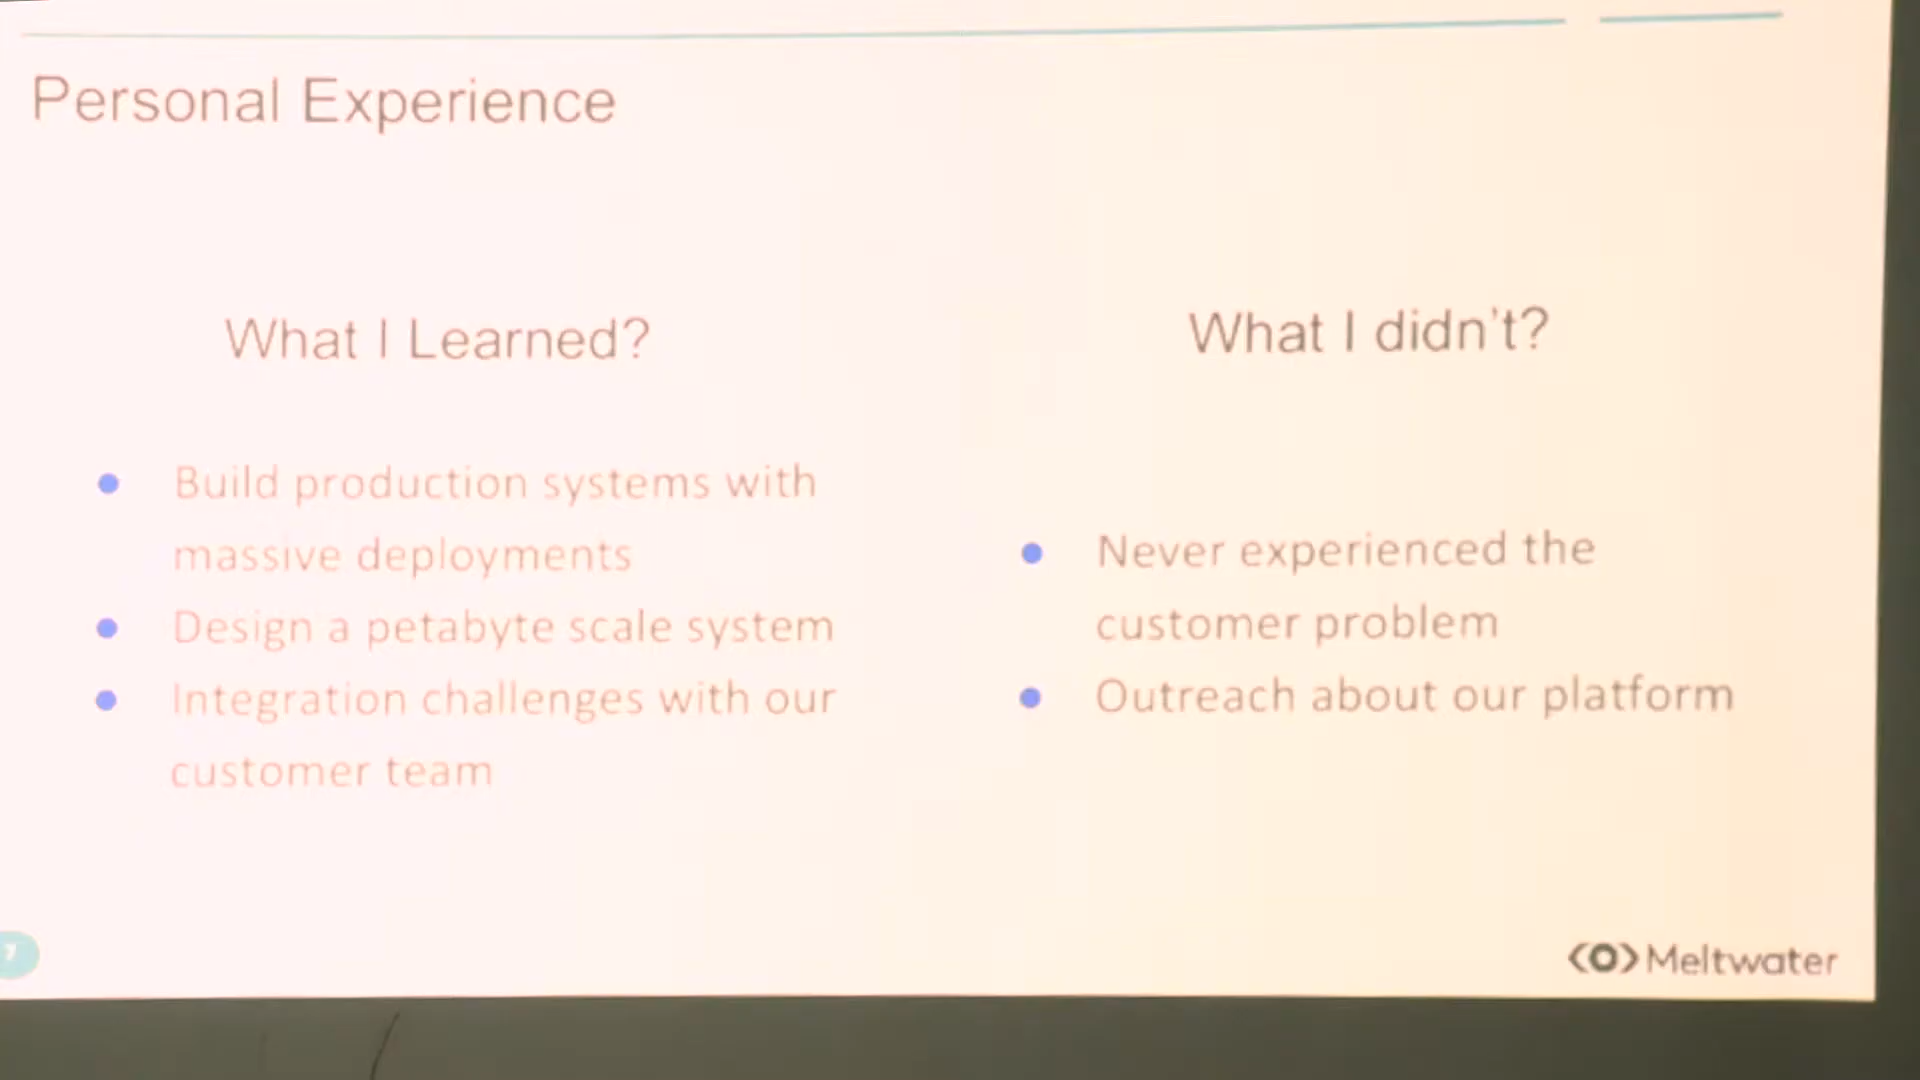 Personal Experience
What I Learned?
Build production systems with
massive deployments
Design a petabyte scale system
Integration challenges with our
customer team
What I didn't?
Never experienced the
customer problem
Outreach about our platform
7
Meltwater